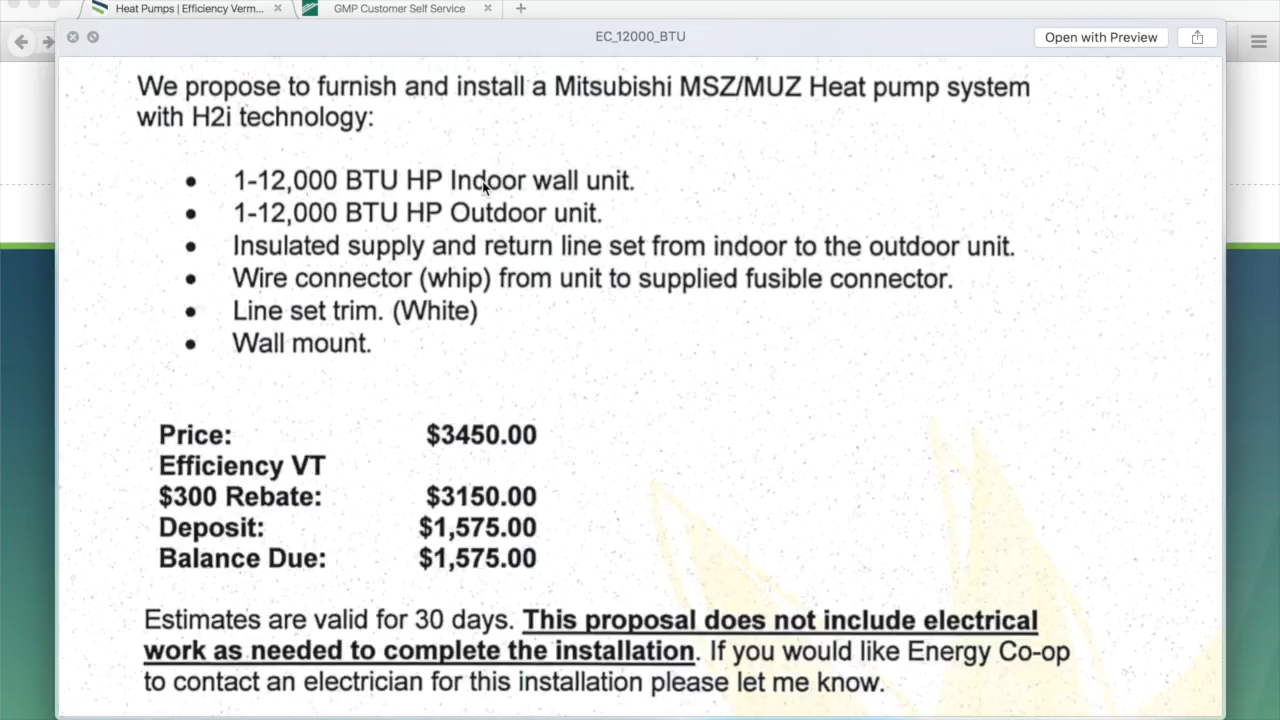 Heat Pumps | Efficiency Verm...
GMP Customer Self Service
EC_12000_BTU
Open with Preview
We propose to furnish and install a Mitsubishi MSZ/MUZ Heat pump system
with H2i technology:
• 1-12,000 BTU HP Indoor wall unit.
• 1-12,000 BTU HP Outdoor unit.
• Insulated supply and return line set from indoor to the outdoor unit.
• Wire connector (whip) from unit to supplied fusible connector.
• Line set trim. (White)
• Wall mount.
Price: $3450.00
Efficiency VT
$300 Rebate: $3150.00
Deposit: $1,575.00
Balance Due: $1,575.00
Estimates are valid for 30 days. This proposal does not include electrical
work as needed to complete the installation. If you would like Energy Co-op
to contact an electrician for this installation please let me know.